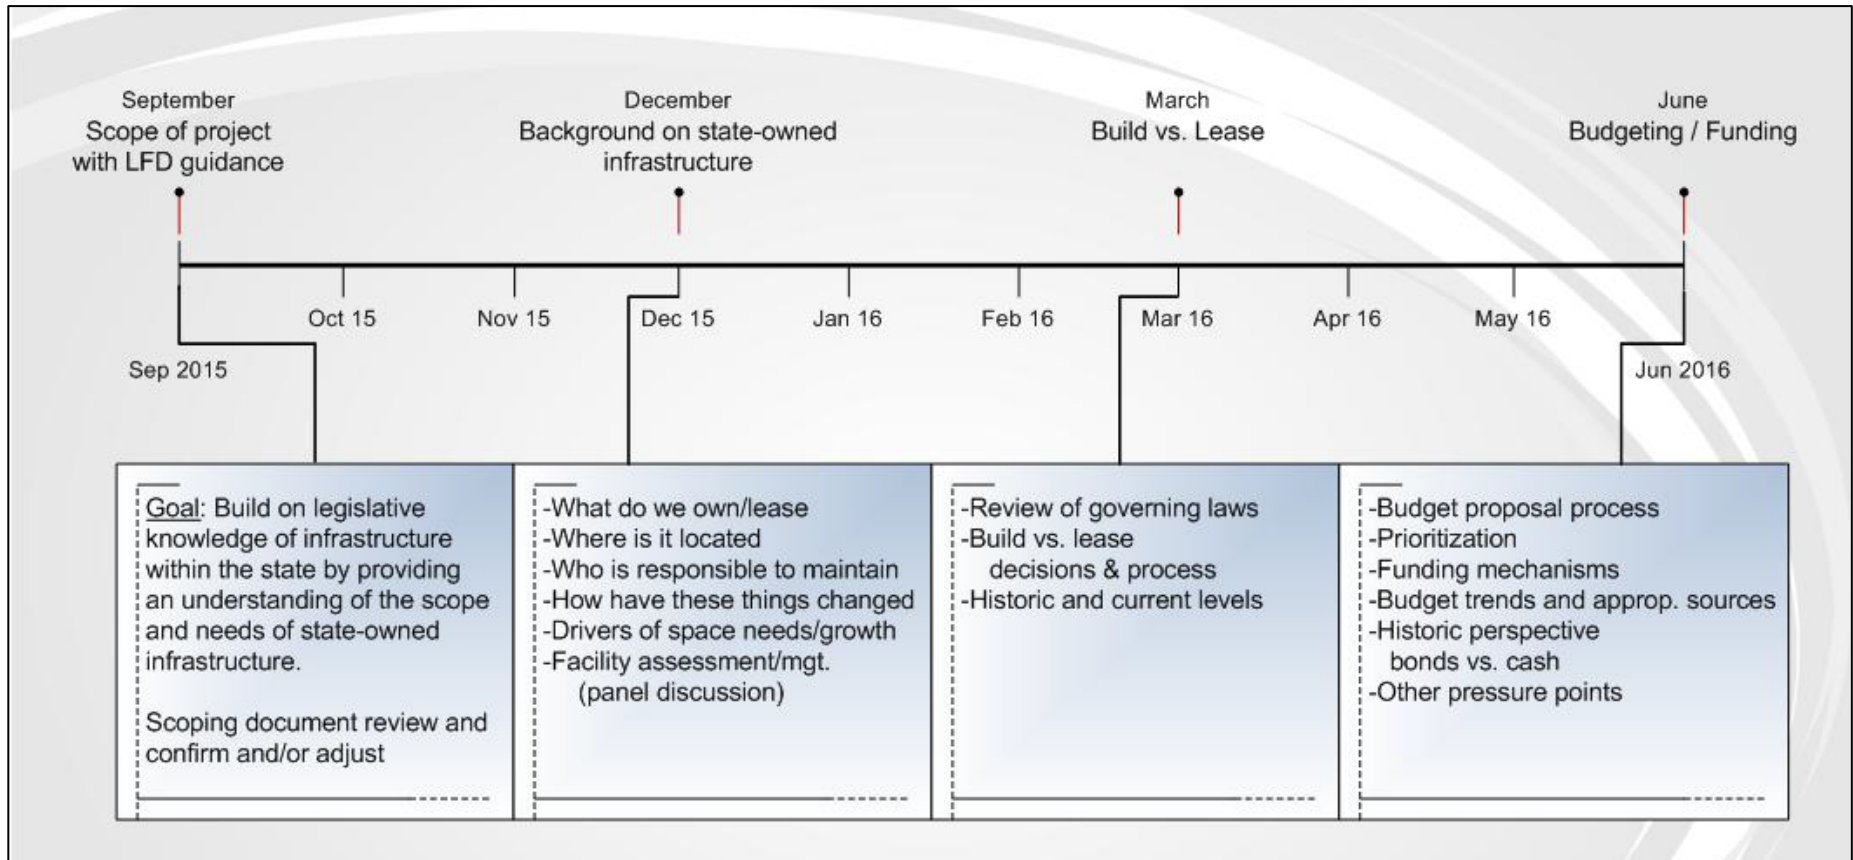 September
Scope of project
with LFD guidance
December
Background on state-owned
infrastructure
March
Build vs. Lease
June
Budgeting / Funding
Oct 15
Nov 15
Dec 15
Jan 16
Feb 16
Mar 16
Apr 16
May 16
Sep 2015
Jun 2016
Goal: Build on legislative
knowledge of infrastructure
within the state by providing
an understanding of the scope
and needs of state-owned
infrastructure.
Scoping document review and
confirm and/or adjust
-What do we own/lease
-Where is it located
-Who is responsible to maintain
-How have these things changed
-Drivers of space needs/growth
-Facility assessment/mgt.
(panel discussion)
-Review of governing laws
-Build vs. lease
decisions & process
-Historic and current levels
-Budget proposal process
-Prioritization
-Funding mechanisms
-Budget trends and approp. sources
-Historic perspective
bonds vs. cash
-Other pressure points